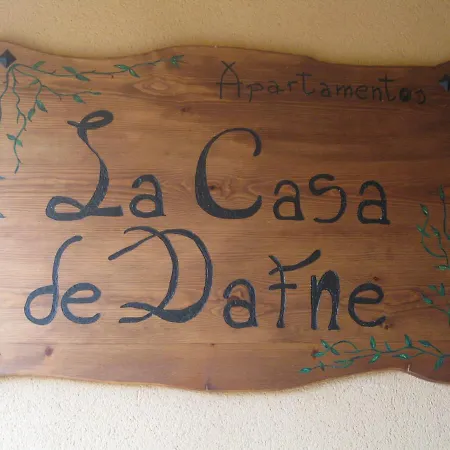 Apartamentos
La Casa
de Dafne